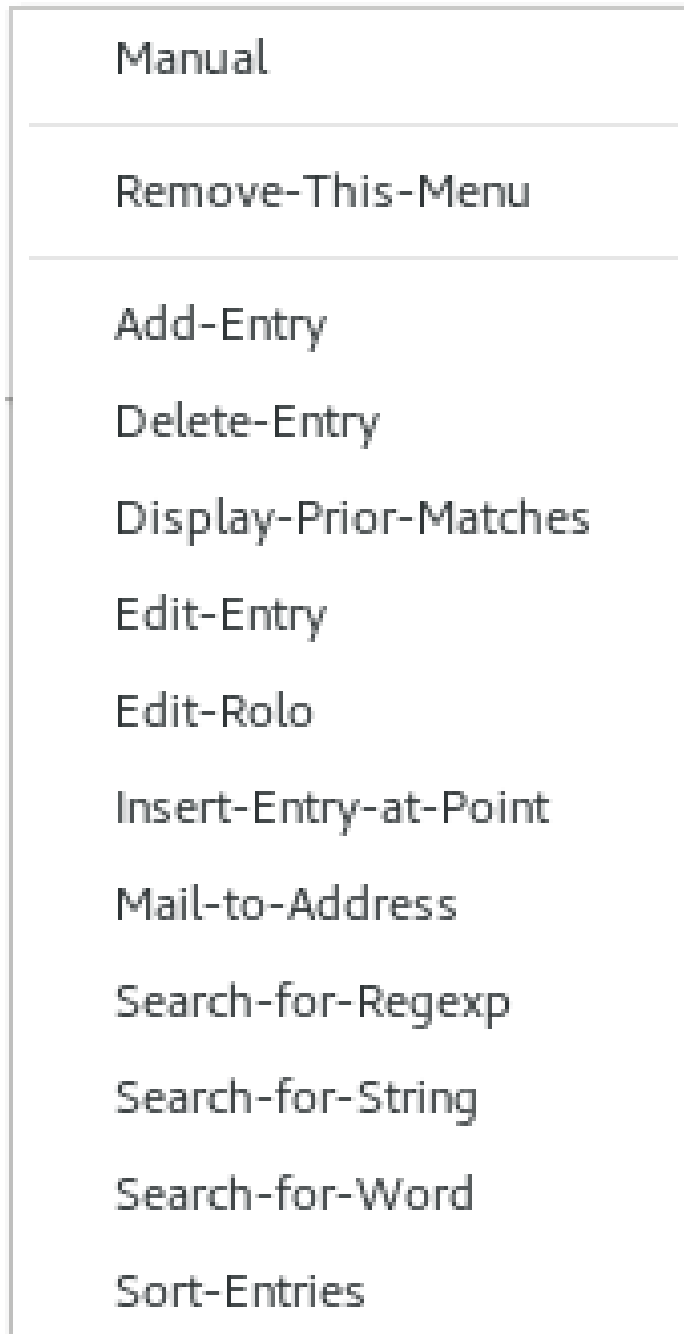 Manual
Remove-This-Menu
Add-Entry
Delete-Entry
Display-Prior-Matches
Edit-Entry
Edit-Rolo
Insert-Entry-at-Point
Mail-to-Address
Search-for-Regexp
Search-for-String
Search-for-Word
Sort-Entries